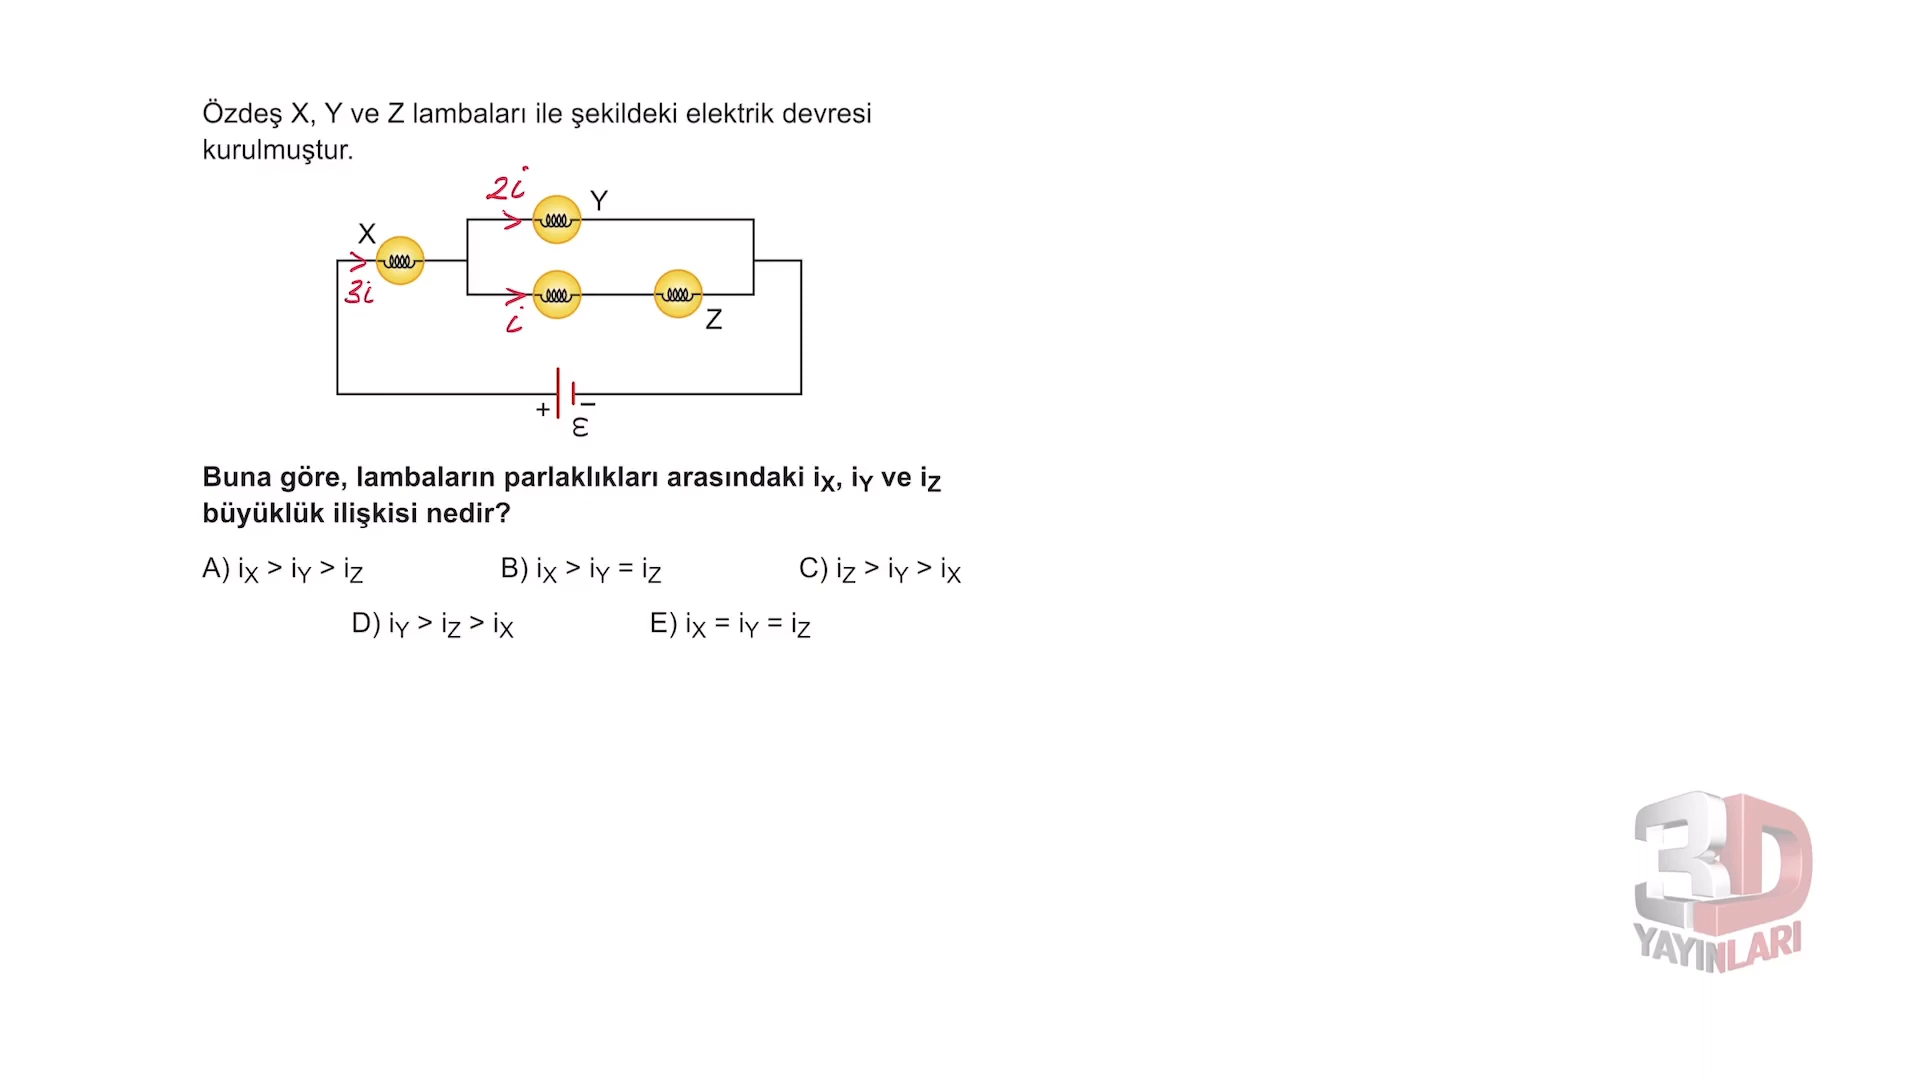 Özdeş X, Y ve Z lambaları ile şekildeki elektrik devresi
kurulmuştur.
2i
Y
X
3i
i
Z
+
−
ε
Buna göre, lambaların parlaklıkları arasındaki iX, iY ve iZ
büyüklük ilişkisi nedir?
A) iX > iY > iZ B) iX > iY = iZ C) iZ > iY > iX
D) iY > iZ > iX E) iX = iY = iZ
3D
YAYINLARI